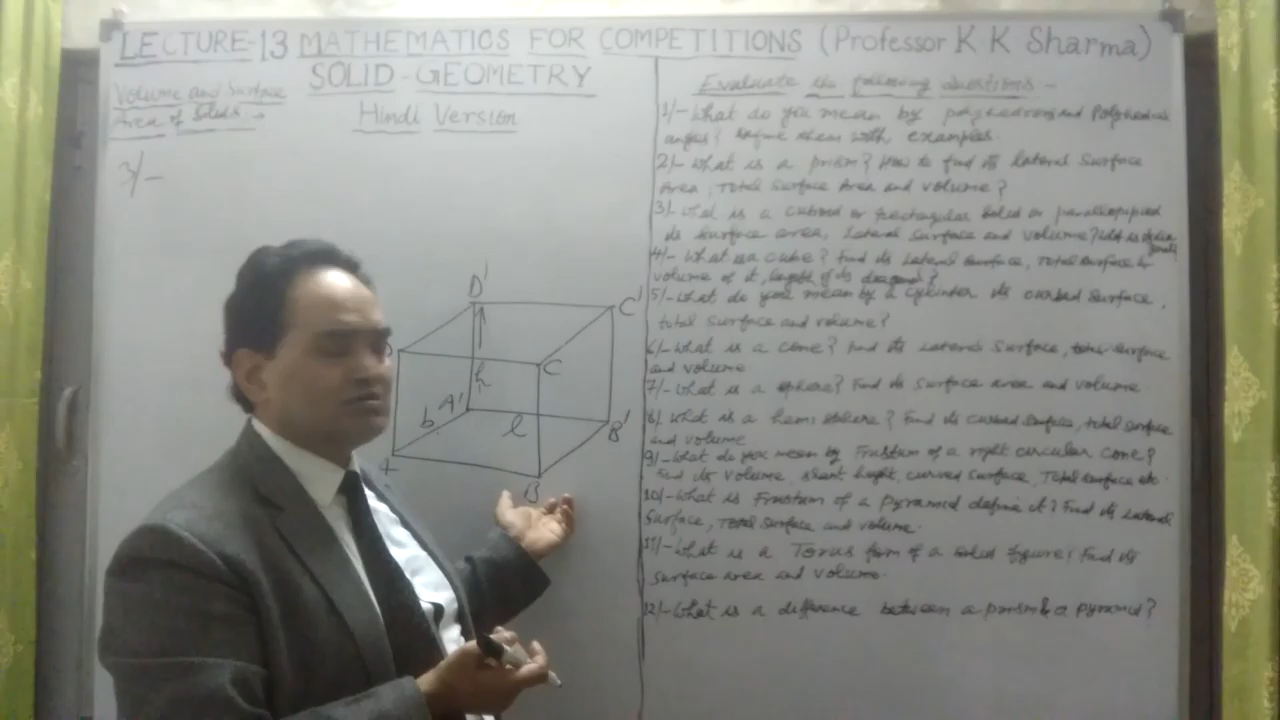 LECTURE-13 MATHEMATICS FOR COMPETITIONS (Professor K K Sharma)
SOLID-GEOMETRY
Hindi Version
Volume and Surface
Area of Solids:→
3/-
D'
C'
C
h
b
A'
l
B'
A
B
Evaluate the following questions:-
1/- What do you mean by polyhedrons and Polyhedral
angles? Define them with examples.
2/- What is a prism? How to find its lateral Surface
Area, Total Surface Area and volume?
3/- What is a cuboid or rectangular solid or parallelopiped
its surface area, Lateral surface and volume?
4/- What is a cube? Find its Lateral Surface, Total surface &
volume of it, length of its diagonal?
5/- What do you mean by a cylinder its curved surface,
total surface and volume?
6/- What is a cone? Find its Lateral Surface, total surface
and volume
7/- What is a sphere? Find its surface area and volume.
8/- What is a hemisphere? Find its curved surface, total surface
and volume
9/- What do you mean by Frustum of a right circular cone?
Find its Volume, slant height, curved surface, Total surface etc.
10/- What is Frustum of a pyramid define it? Find its Lateral
Surface, Total surface and volume.
11/- What is a Torus form of a solid figure? Find its
surface area and volume.
12/- What is a difference between a prism & a pyramid?